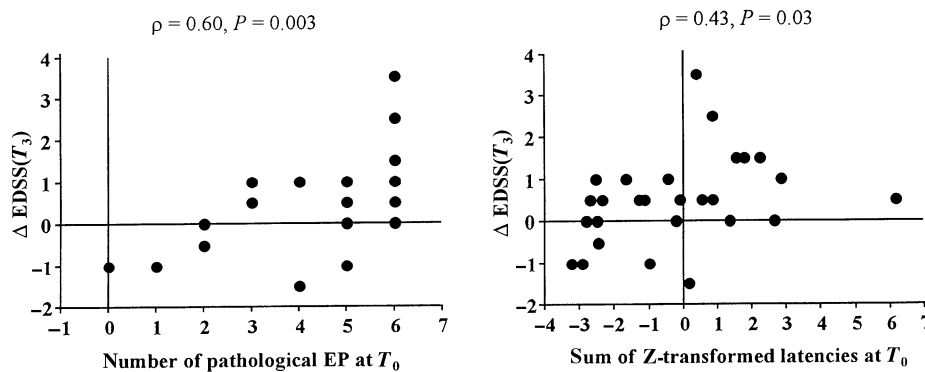 ρ = 0.60, P = 0.003
4
3
2
1
0
−1
−2
Δ EDSS(T3)
−1 0 1 2 3 4 5 6 7
Number of pathological EP at T0
ρ = 0.43, P = 0.03
4
3
2
1
0
−1
−2
Δ EDSS(T3)
−4 −3 −2 −1 0 1 2 3 4 5 6 7
Sum of Z-transformed latencies at T0